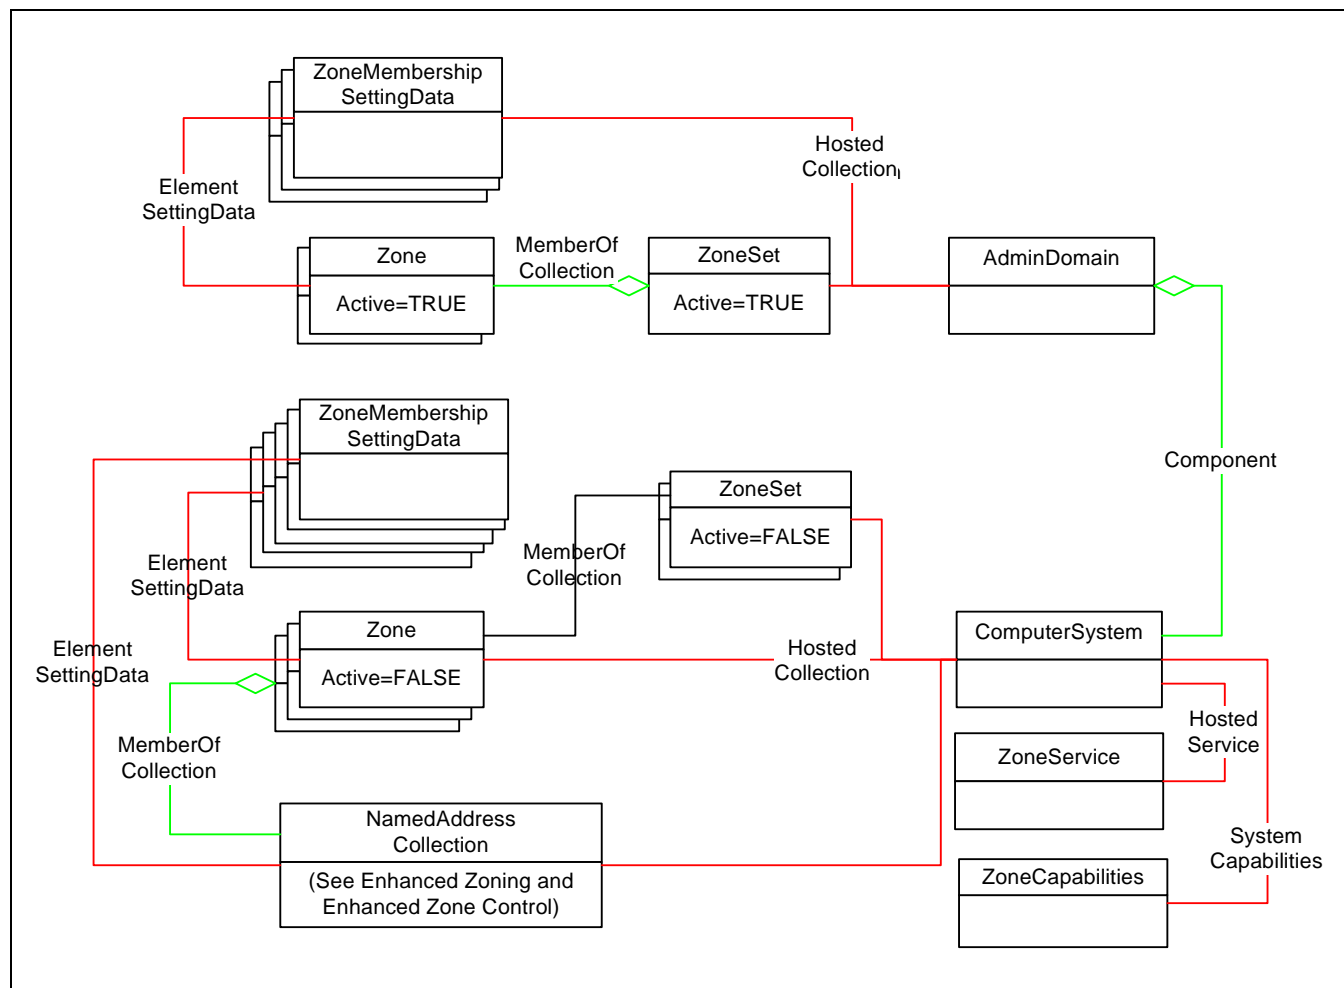 ZoneMembership
SettingData
Hosted
Collection
Element
SettingData
Zone
Active=TRUE
MemberOf
Collection
ZoneSet
Active=TRUE
AdminDomain
ZoneMembership
SettingData
Component
ZoneSet
Active=FALSE
MemberOf
Collection
Element
SettingData
Zone
Active=FALSE
Hosted
Collection
ComputerSystem
Element
SettingData
MemberOf
Collection
Hosted
Service
ZoneService
NamedAddress
Collection
(See Enhanced Zoning and
Enhanced Zone Control)
System
Capabilities
ZoneCapabilities